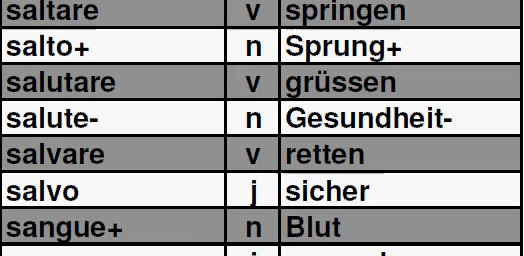 saltare v springen
salto+ n Sprung+
salutare v grüssen
salute- n Gesundheit-
salvare v retten
salvo j sicher
sangue+ n Blut